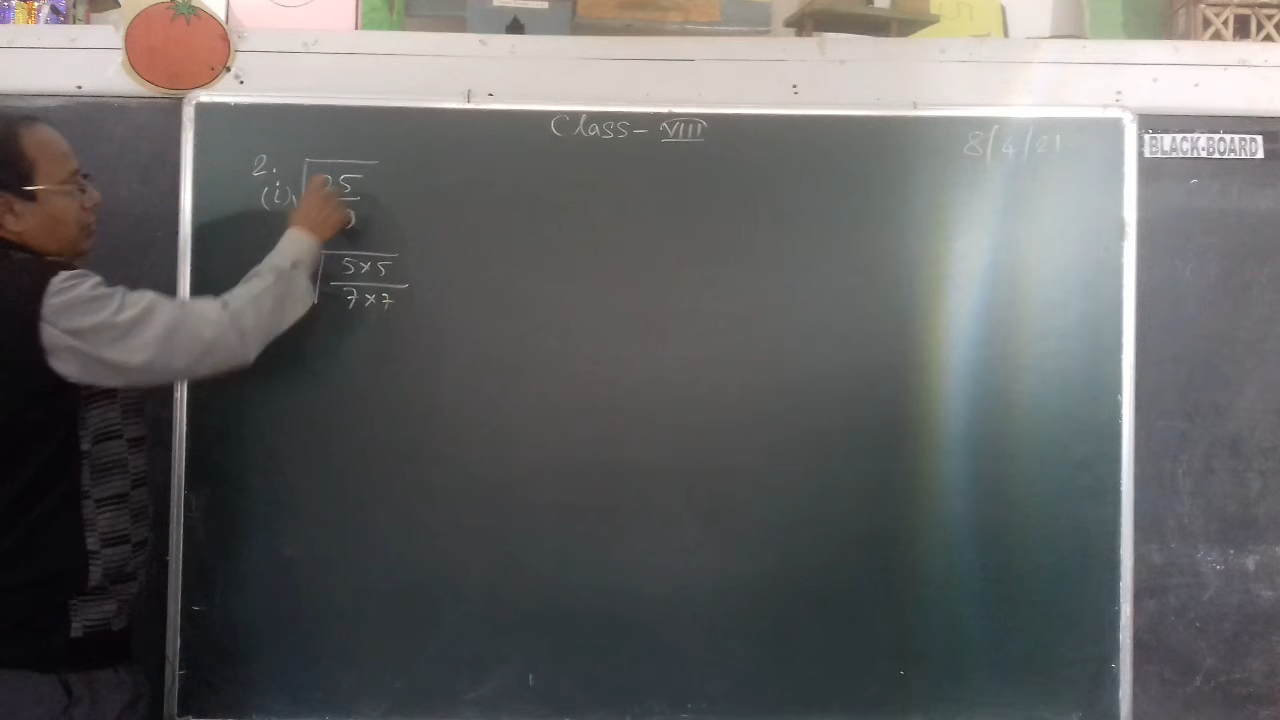 Class- VIII
8/4/21
BLACK-BOARD
2.
(i) √25
5×5
7×7